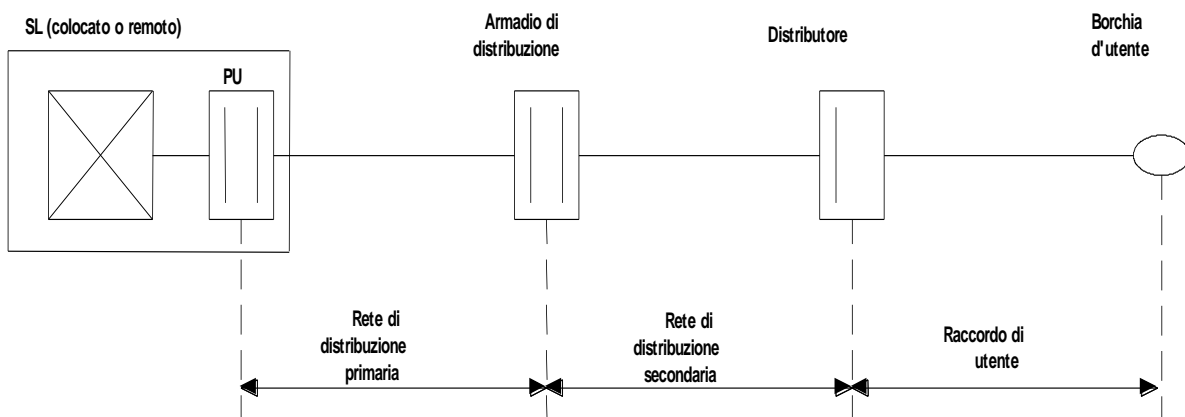 SL (colocato o remoto)
Armadio di
distribuzione
Distributore
Borchia
d'utente
PU
Rete di
distribuzione
primaria
Rete di
distribuzione
secondaria
Raccordo di
utente